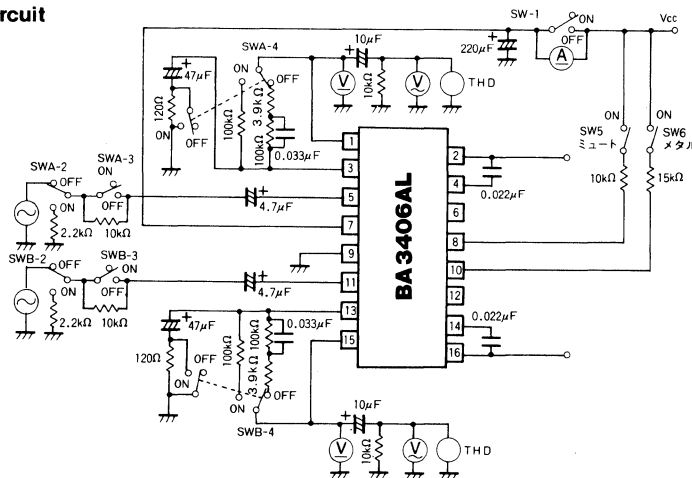 rcuit
SW-1
ON
OFF
Vcc
A
220μF
+
SWA-4
+
10μF
+
47μF
ON
OFF
V
10kΩ
V
THD
120Ω
ON
OFF
100kΩ
3.9kΩ
100kΩ
0.033μF
ON
SW5
ミュート
10kΩ
ON
SW6
メタル
15kΩ
SWA-2
OFF
ON
SWA-3
ON
OFF
2.2kΩ
10kΩ
+
4.7μF
SWB-2
OFF
ON
SWB-3
ON
OFF
2.2kΩ
10kΩ
+
4.7μF
1
3
5
7
9
11
13
15
BA3406AL
2
4
6
8
10
12
14
16
0.022μF
0.022μF
+
47μF
120Ω
ON
OFF
100kΩ
100kΩ
3.9kΩ
0.033μF
ON
OFF
SWB-4
+
10μF
V
10kΩ
V
THD